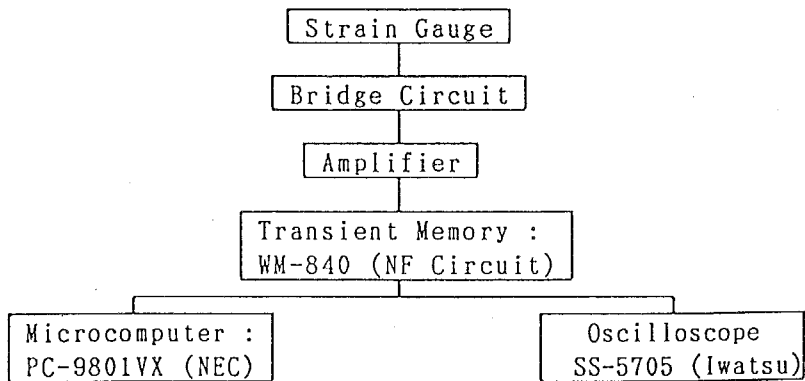 Strain Gauge
Bridge Circuit
Amplifier
Transient Memory :
WM-840 (NF Circuit)
Microcomputer :
PC-9801VX (NEC)
Oscilloscope
SS-5705 (Iwatsu)